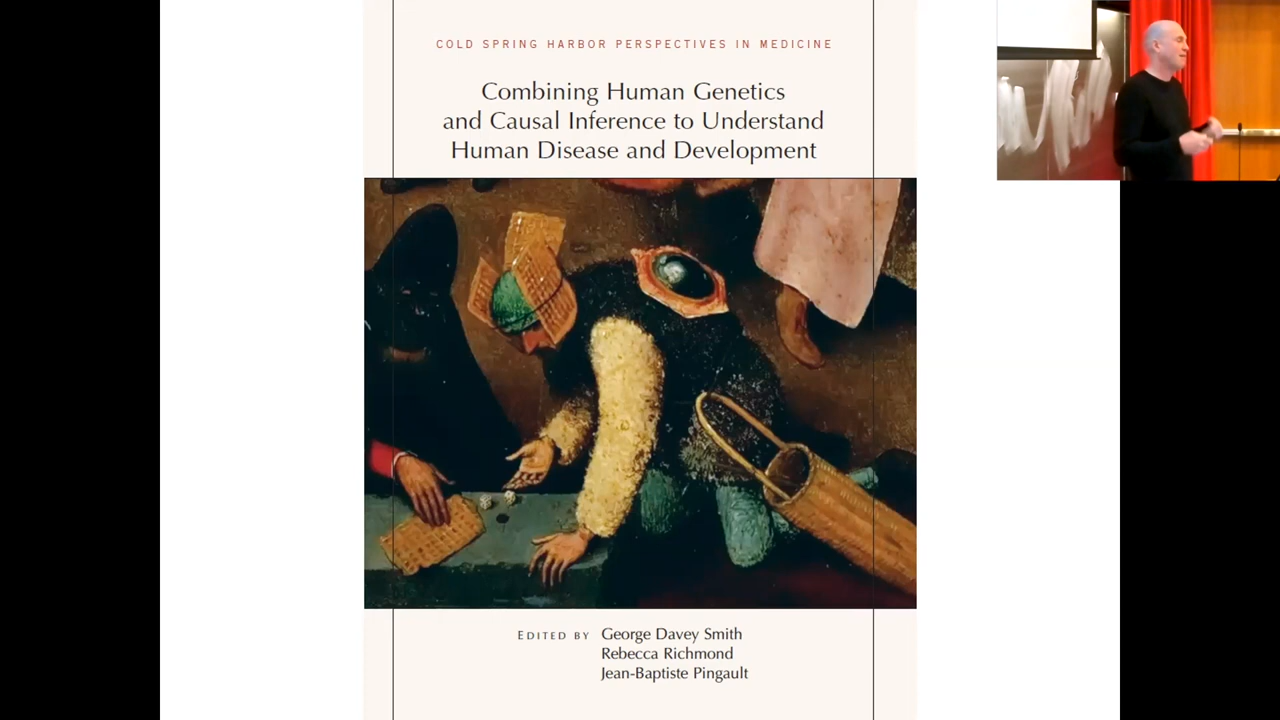 COLD SPRING HARBOR PERSPECTIVES IN MEDICINE
Combining Human Genetics
and Causal Inference to Understand
Human Disease and Development
EDITED BY George Davey Smith
Rebecca Richmond
Jean-Baptiste Pingault